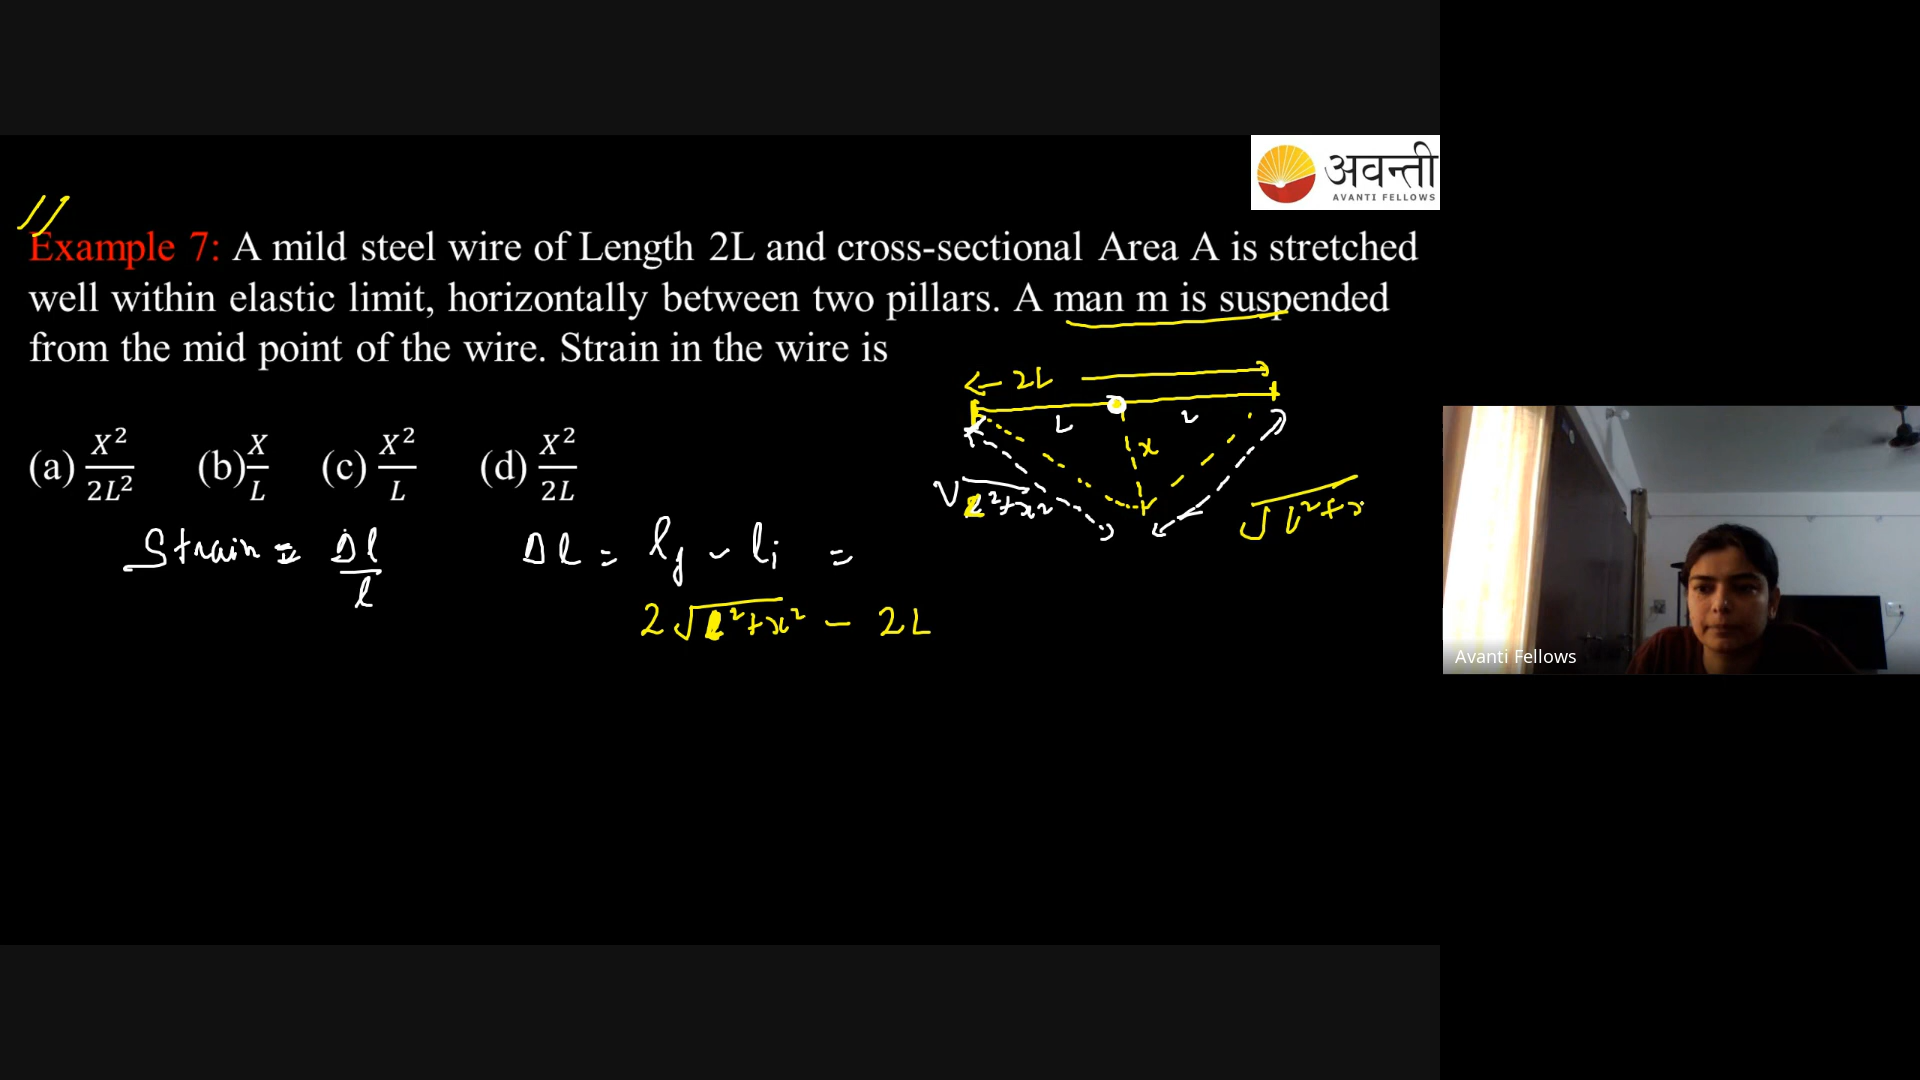 अवन्ती
AVANTI FELLOWS
Example 7: A mild steel wire of Length 2L and cross-sectional Area A is stretched
well within elastic limit, horizontally between two pillars. A man m is suspended
from the mid point of the wire. Strain in the wire is
← 2L →
L L
x
(a) X²/2L² (b) X/L (c) X²/L (d) X²/2L
√L²+x² √L²+x
Strain = Δl/l Δl = lf - li =
2√L²+x² - 2L
Avanti Fellows